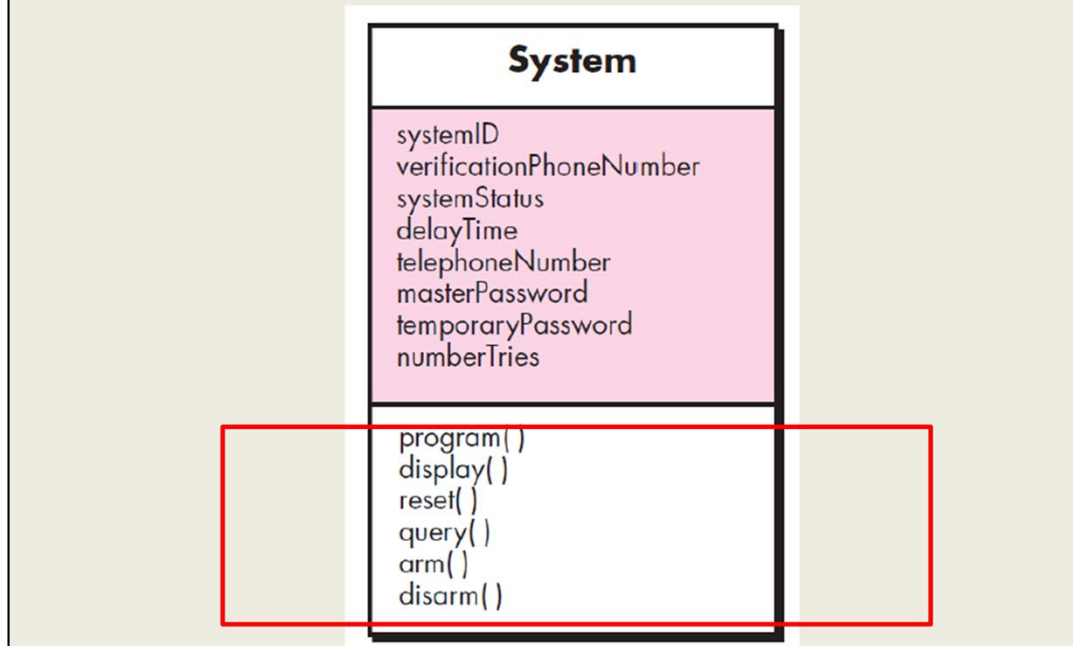 System
systemID
verificationPhoneNumber
systemStatus
delayTime
telephoneNumber
masterPassword
temporaryPassword
numberTries
program( )
display( )
reset( )
query( )
arm( )
disarm( )